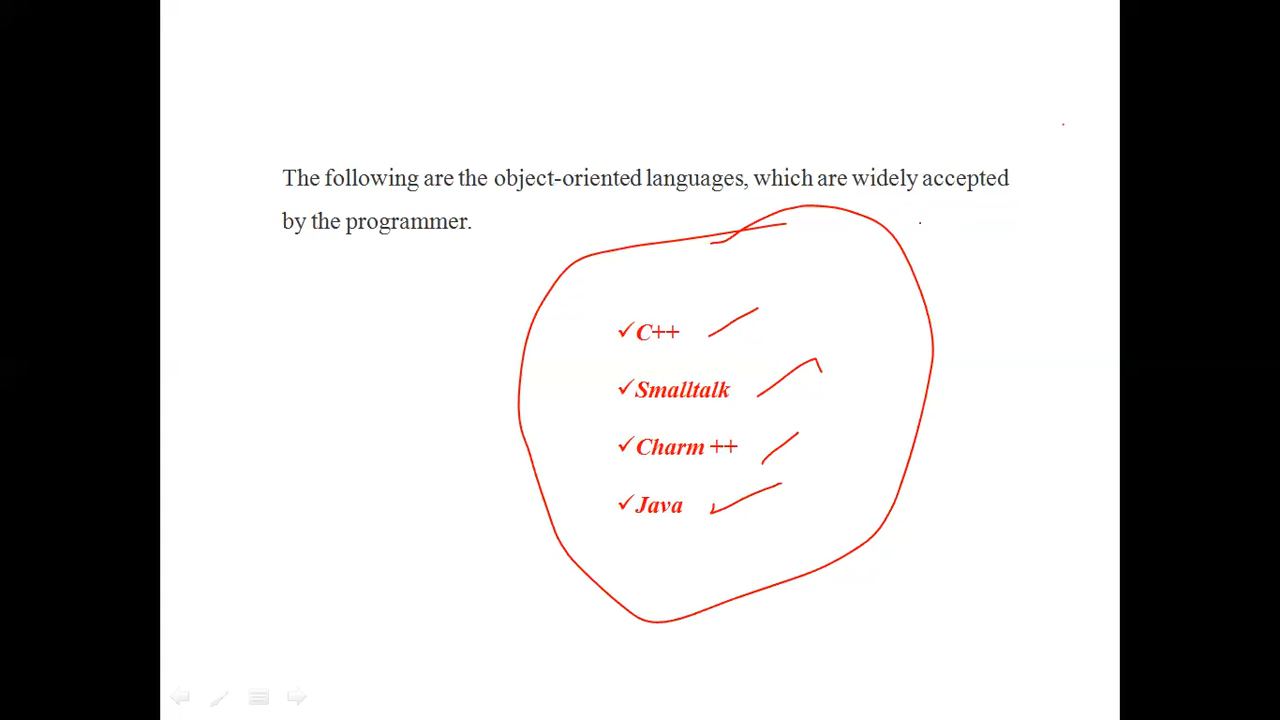 The following are the object-oriented languages, which are widely accepted
by the programmer.
✓C++
✓Smalltalk
✓Charm ++
✓Java